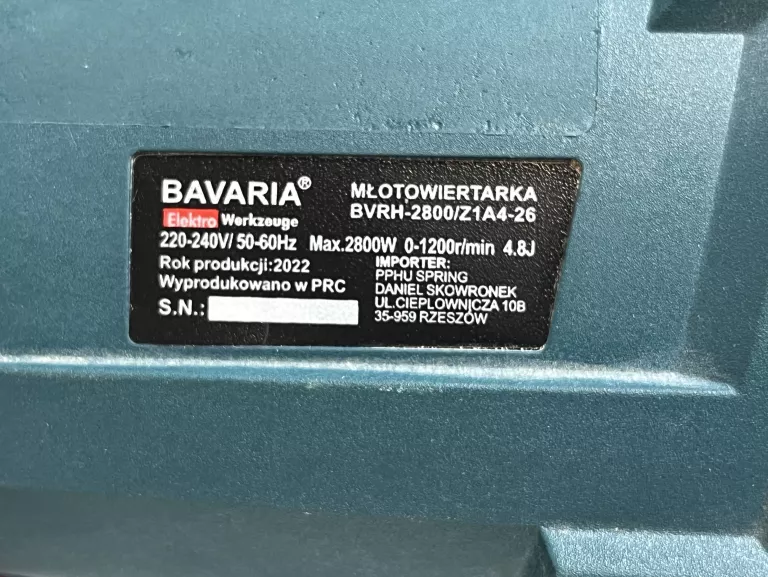 BAVARIA®
Elektro Werkzeuge
MŁOTOWIERTARKA
BVRH-2800/Z1A4-26
220-240V/ 50-60Hz Max.2800W 0-1200r/min 4.8J
Rok produkcji:2022
Wyprodukowano w PRC
S.N.:
IMPORTER:
PPHU SPRING
DANIEL SKOWRONEK
UL.CIEPLOWNICZA 10B
35-959 RZESZÓW